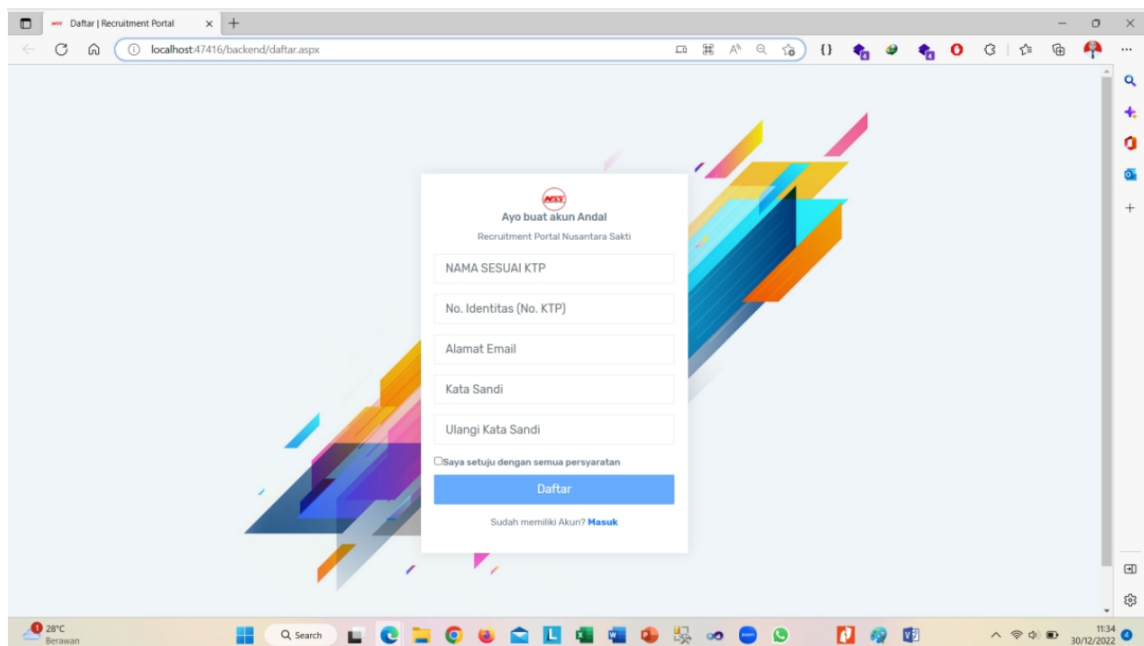 Daftar | Recruitment Portal
localhost:47416/backend/daftar.aspx
NSS
Ayo buat akun Andal
Recruitment Portal Nusantara Sakti
NAMA SESUAI KTP
No. Identitas (No. KTP)
Alamat Email
Kata Sandi
Ulangi Kata Sandi
Saya setuju dengan semua persyaratan
Daftar
Sudah memiliki Akun? Masuk
28°C
Berawan
Search
11:34
30/12/2022